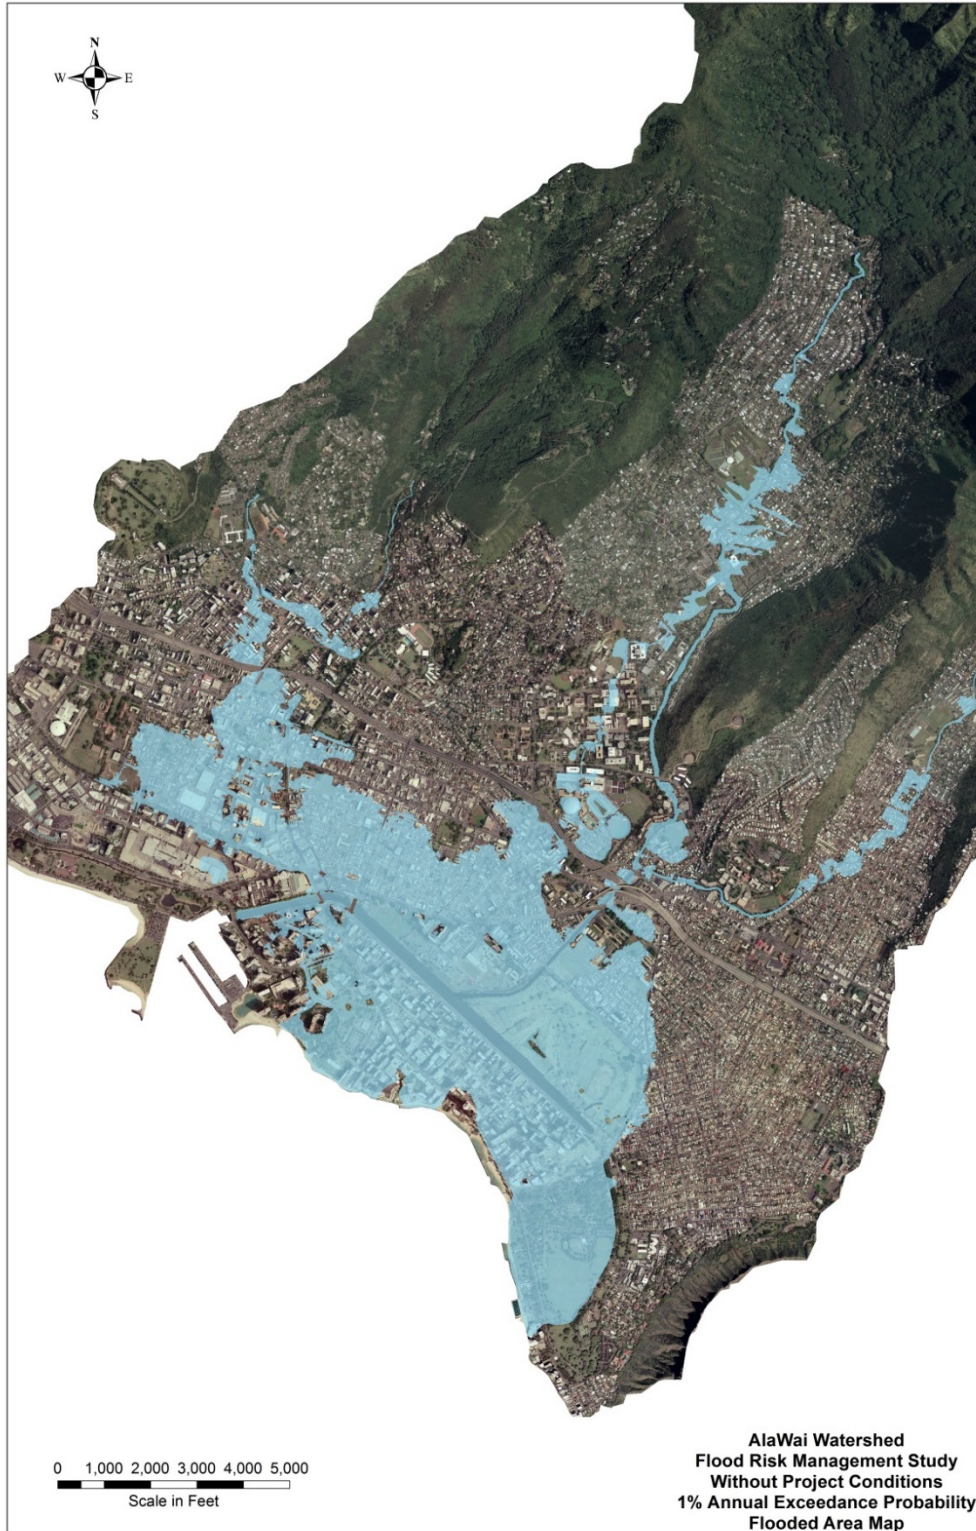 N
W E
S
0 1,000 2,000 3,000 4,000 5,000
Scale in Feet
AlaWai Watershed
Flood Risk Management Study
Without Project Conditions
1% Annual Exceedance Probability
Flooded Area Map